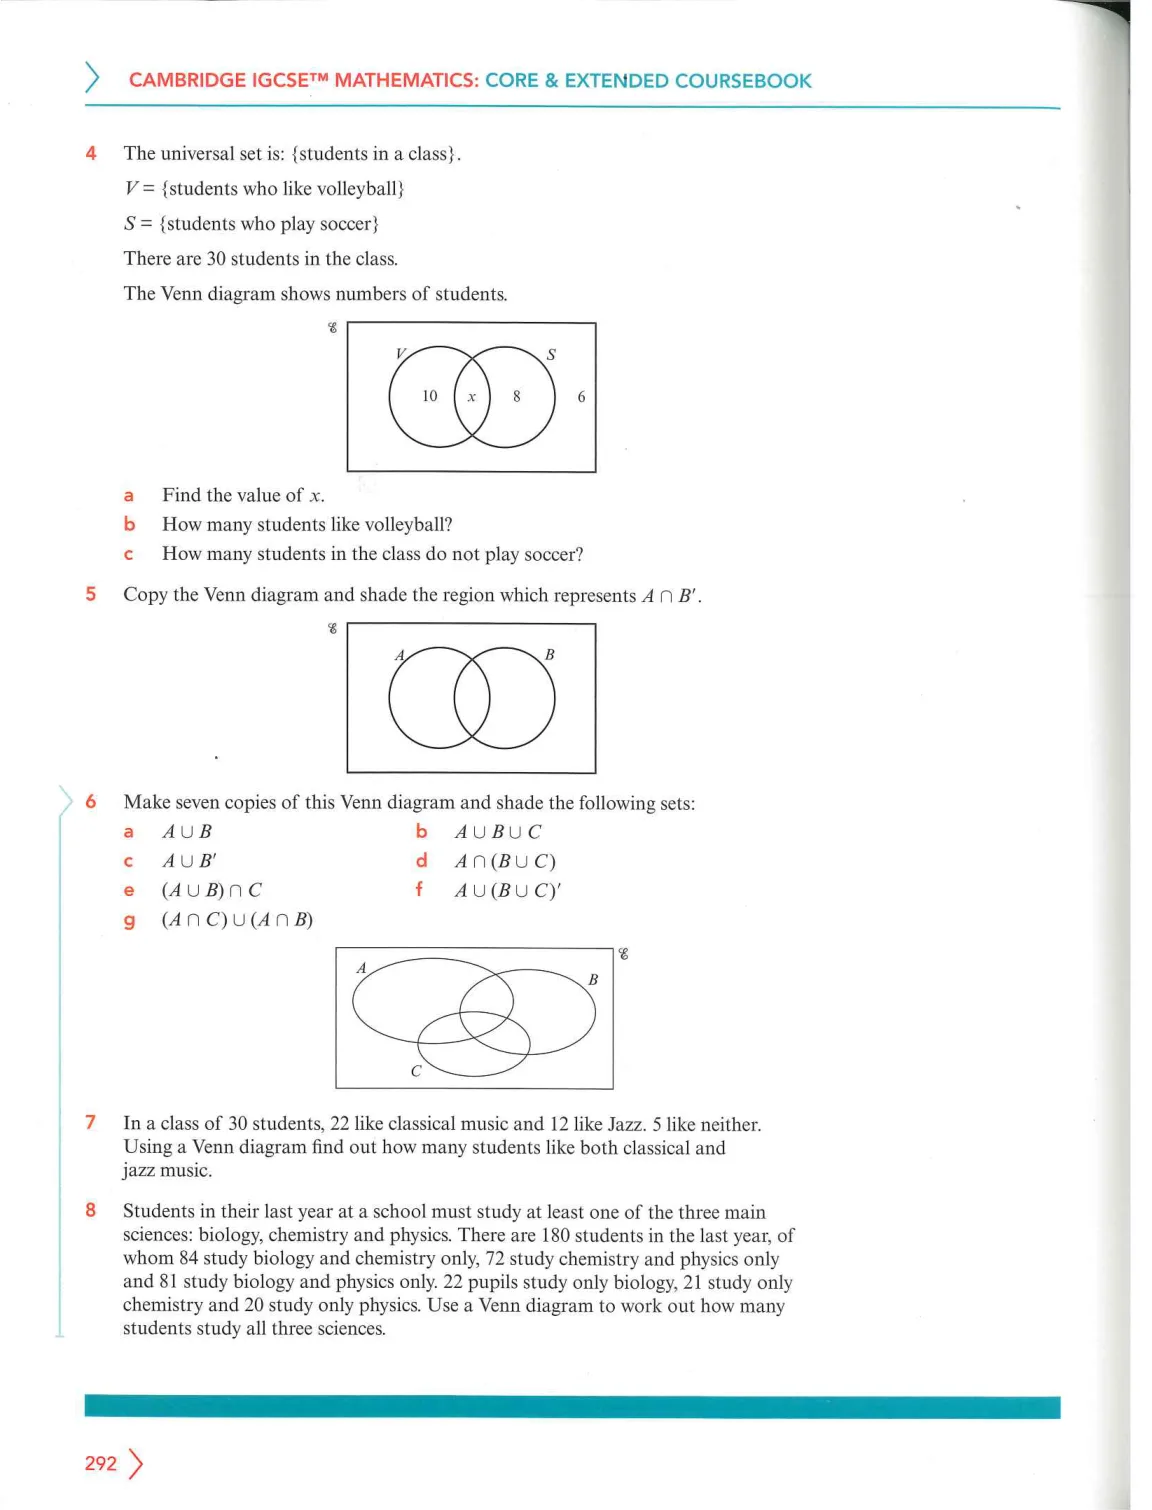 CAMBRIDGE IGCSE™ MATHEMATICS: CORE & EXTENDED COURSEBOOK
4 The universal set is: {students in a class}.
V = {students who like volleyball}
S = {students who play soccer}
There are 30 students in the class.
The Venn diagram shows numbers of students.
ℰ
V S
10 x 8 6
a Find the value of x.
b How many students like volleyball?
c How many students in the class do not play soccer?
5 Copy the Venn diagram and shade the region which represents A ∩ B′.
ℰ
A B
6 Make seven copies of this Venn diagram and shade the following sets:
a A ∪ B b A ∪ B ∪ C
c A ∪ B′ d A ∩ (B ∪ C)
e (A ∪ B) ∩ C f A ∪ (B ∪ C)′
g (A ∩ C) ∪ (A ∩ B)
ℰ
A B
C
7 In a class of 30 students, 22 like classical music and 12 like Jazz. 5 like neither.
Using a Venn diagram find out how many students like both classical and
jazz music.
8 Students in their last year at a school must study at least one of the three main
sciences: biology, chemistry and physics. There are 180 students in the last year, of
whom 84 study biology and chemistry only, 72 study chemistry and physics only
and 81 study biology and physics only. 22 pupils study only biology, 21 study only
chemistry and 20 study only physics. Use a Venn diagram to work out how many
students study all three sciences.
292